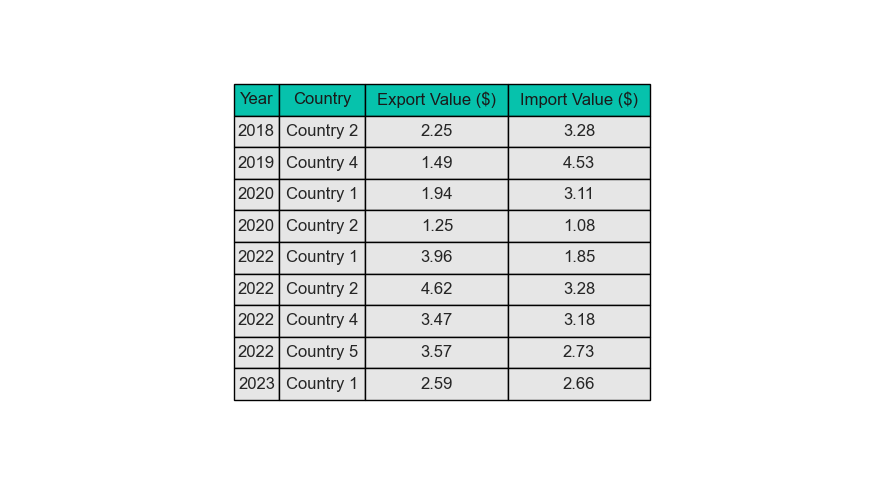 Year Country Export Value ($) Import Value ($)
2018 Country 2 2.25 3.28
2019 Country 4 1.49 4.53
2020 Country 1 1.94 3.11
2020 Country 2 1.25 1.08
2022 Country 1 3.96 1.85
2022 Country 2 4.62 3.28
2022 Country 4 3.47 3.18
2022 Country 5 3.57 2.73
2023 Country 1 2.59 2.66